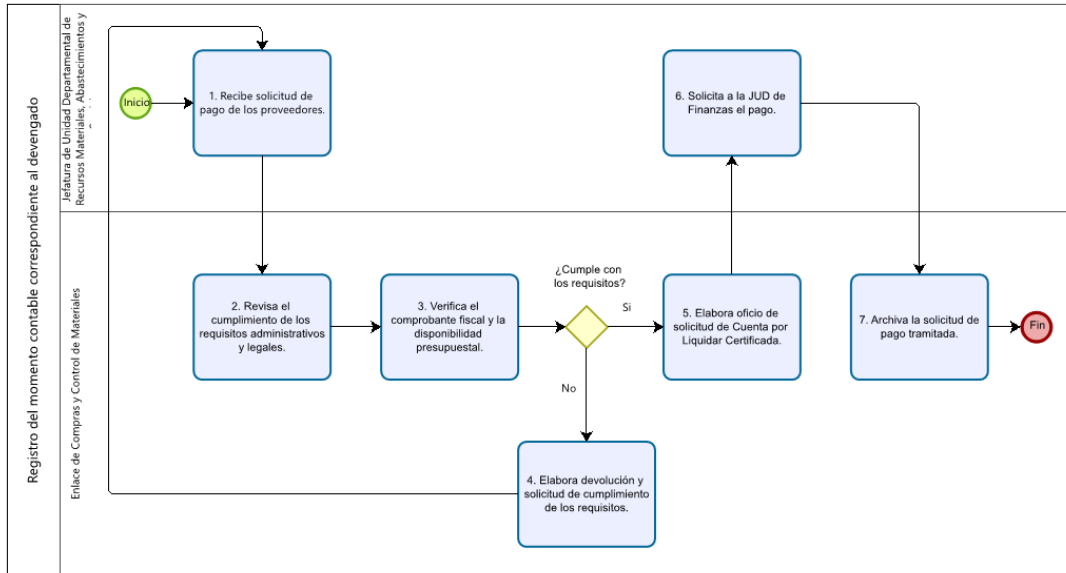 Registro del momento contable correspondiente al devengado
Jefatura de Unidad Departamental de
Recursos Materiales, Abastecimientos y
Inicio
1. Recibe solicitud de
pago de los proveedores.
6. Solicita a la JUD de
Finanzas el pago.
Enlace de Compras y Control de Materiales
2. Revisa el
cumplimiento de los
requisitos administrativos
y legales.
3. Verifica el
comprobante fiscal y la
disponibilidad
presupuestal.
¿Cumple con
los requisitos?
Si
No
5. Elabora oficio de
solicitud de Cuenta por
Liquidar Certificada.
7. Archiva la solicitud de
pago tramitada.
Fin
4. Elabora devolución y
solicitud de cumplimiento
de los requisitos.